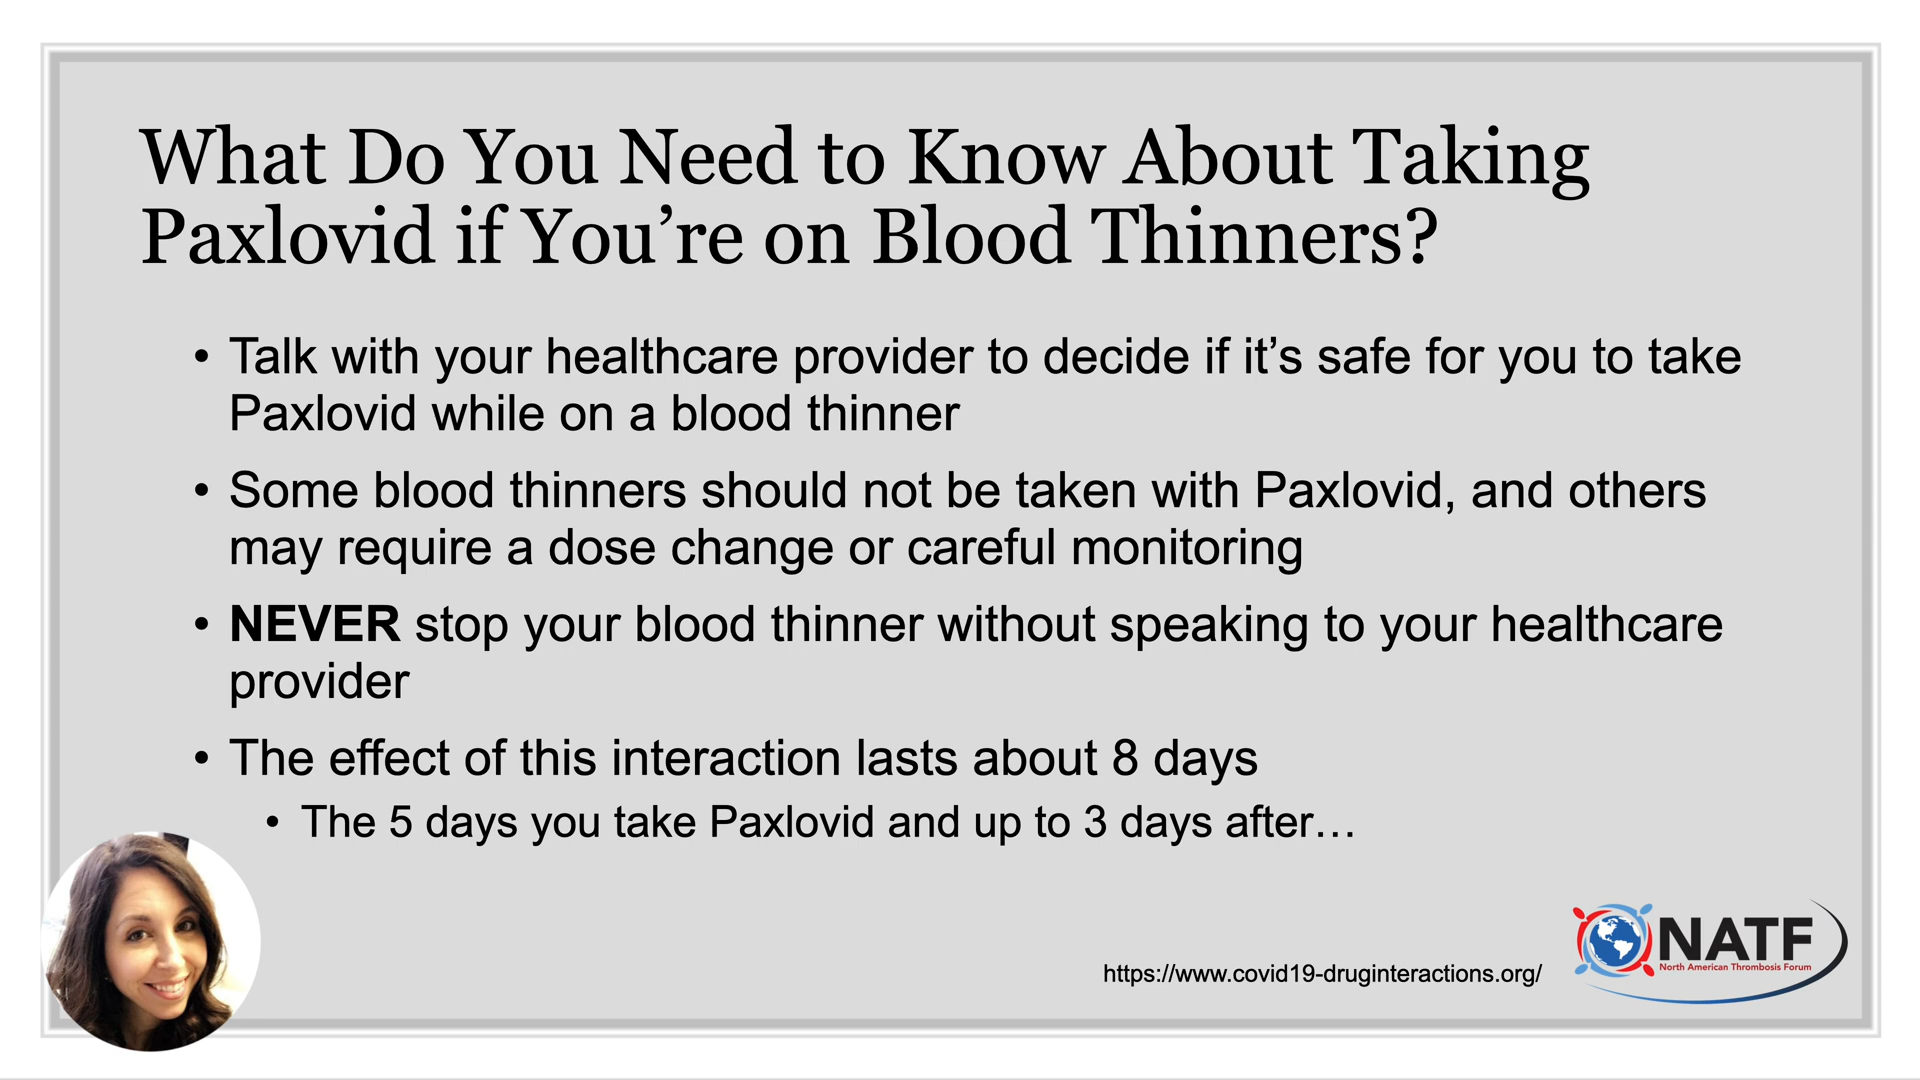 What Do You Need to Know About Taking
Paxlovid if You’re on Blood Thinners?
• Talk with your healthcare provider to decide if it’s safe for you to take
Paxlovid while on a blood thinner
• Some blood thinners should not be taken with Paxlovid, and others
may require a dose change or careful monitoring
• NEVER stop your blood thinner without speaking to your healthcare
provider
• The effect of this interaction lasts about 8 days
• The 5 days you take Paxlovid and up to 3 days after…
https://www.covid19-druginteractions.org/
NATF
North American Thrombosis Forum